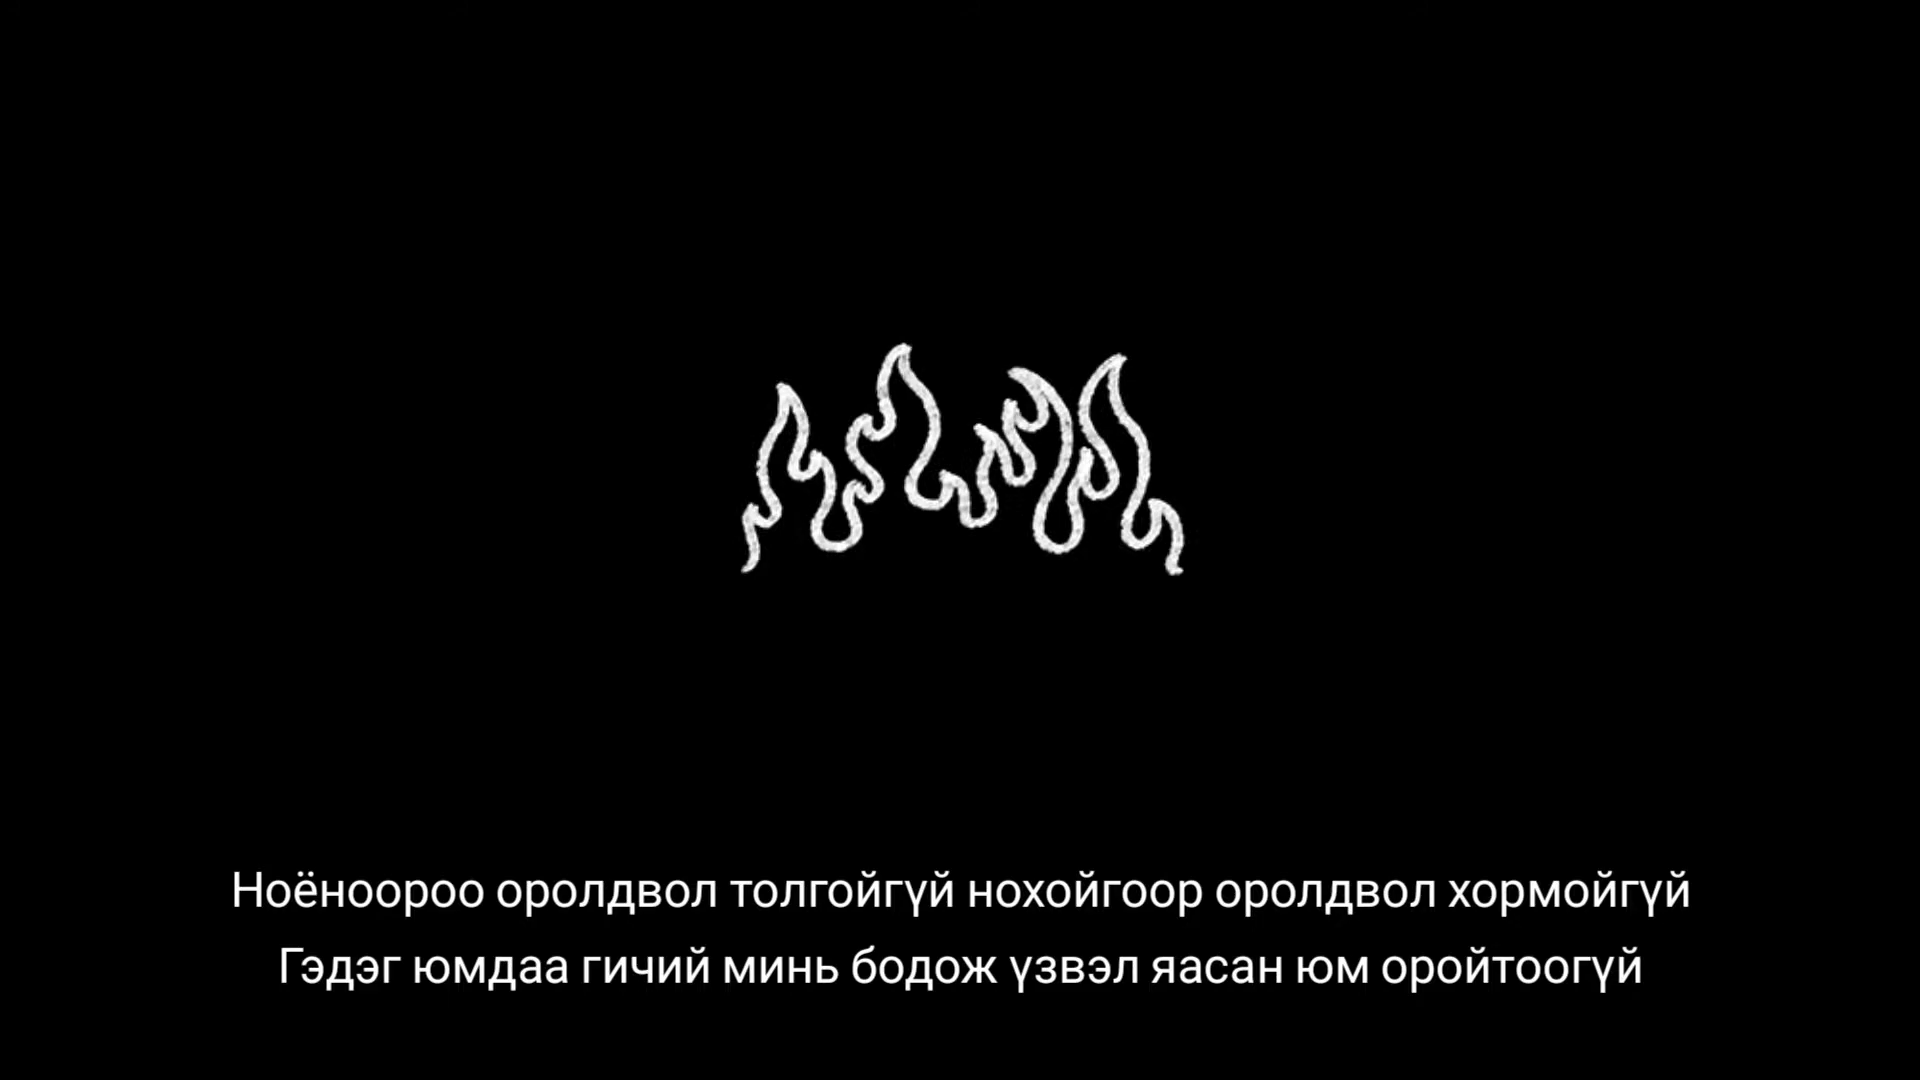 Ноёноороо оролдвол толгойгүй нохойгоор оролдвол хормойгүй
Гэдэг юмдаа гичий минь бодож үзвэл яасан юм оройтоогүй